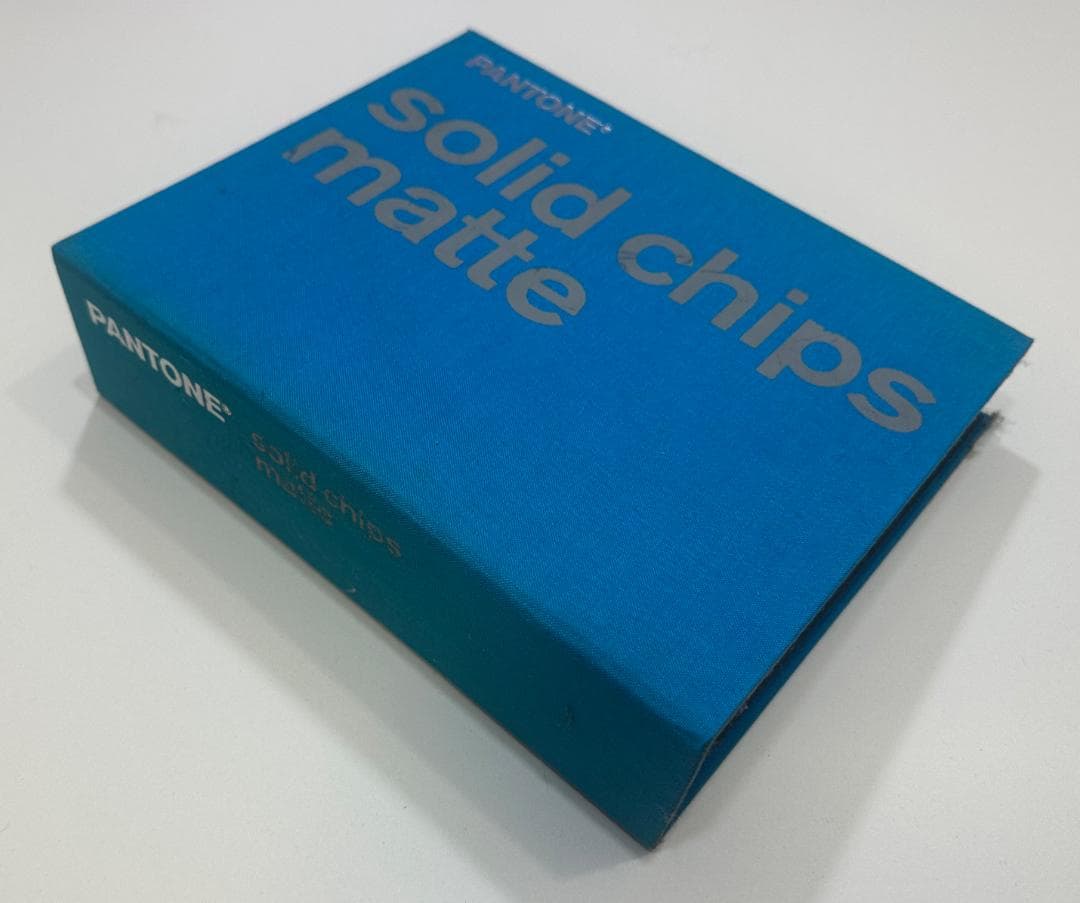 PANTONE®
solid chips
matte
PANTONE®
solid chips
matte